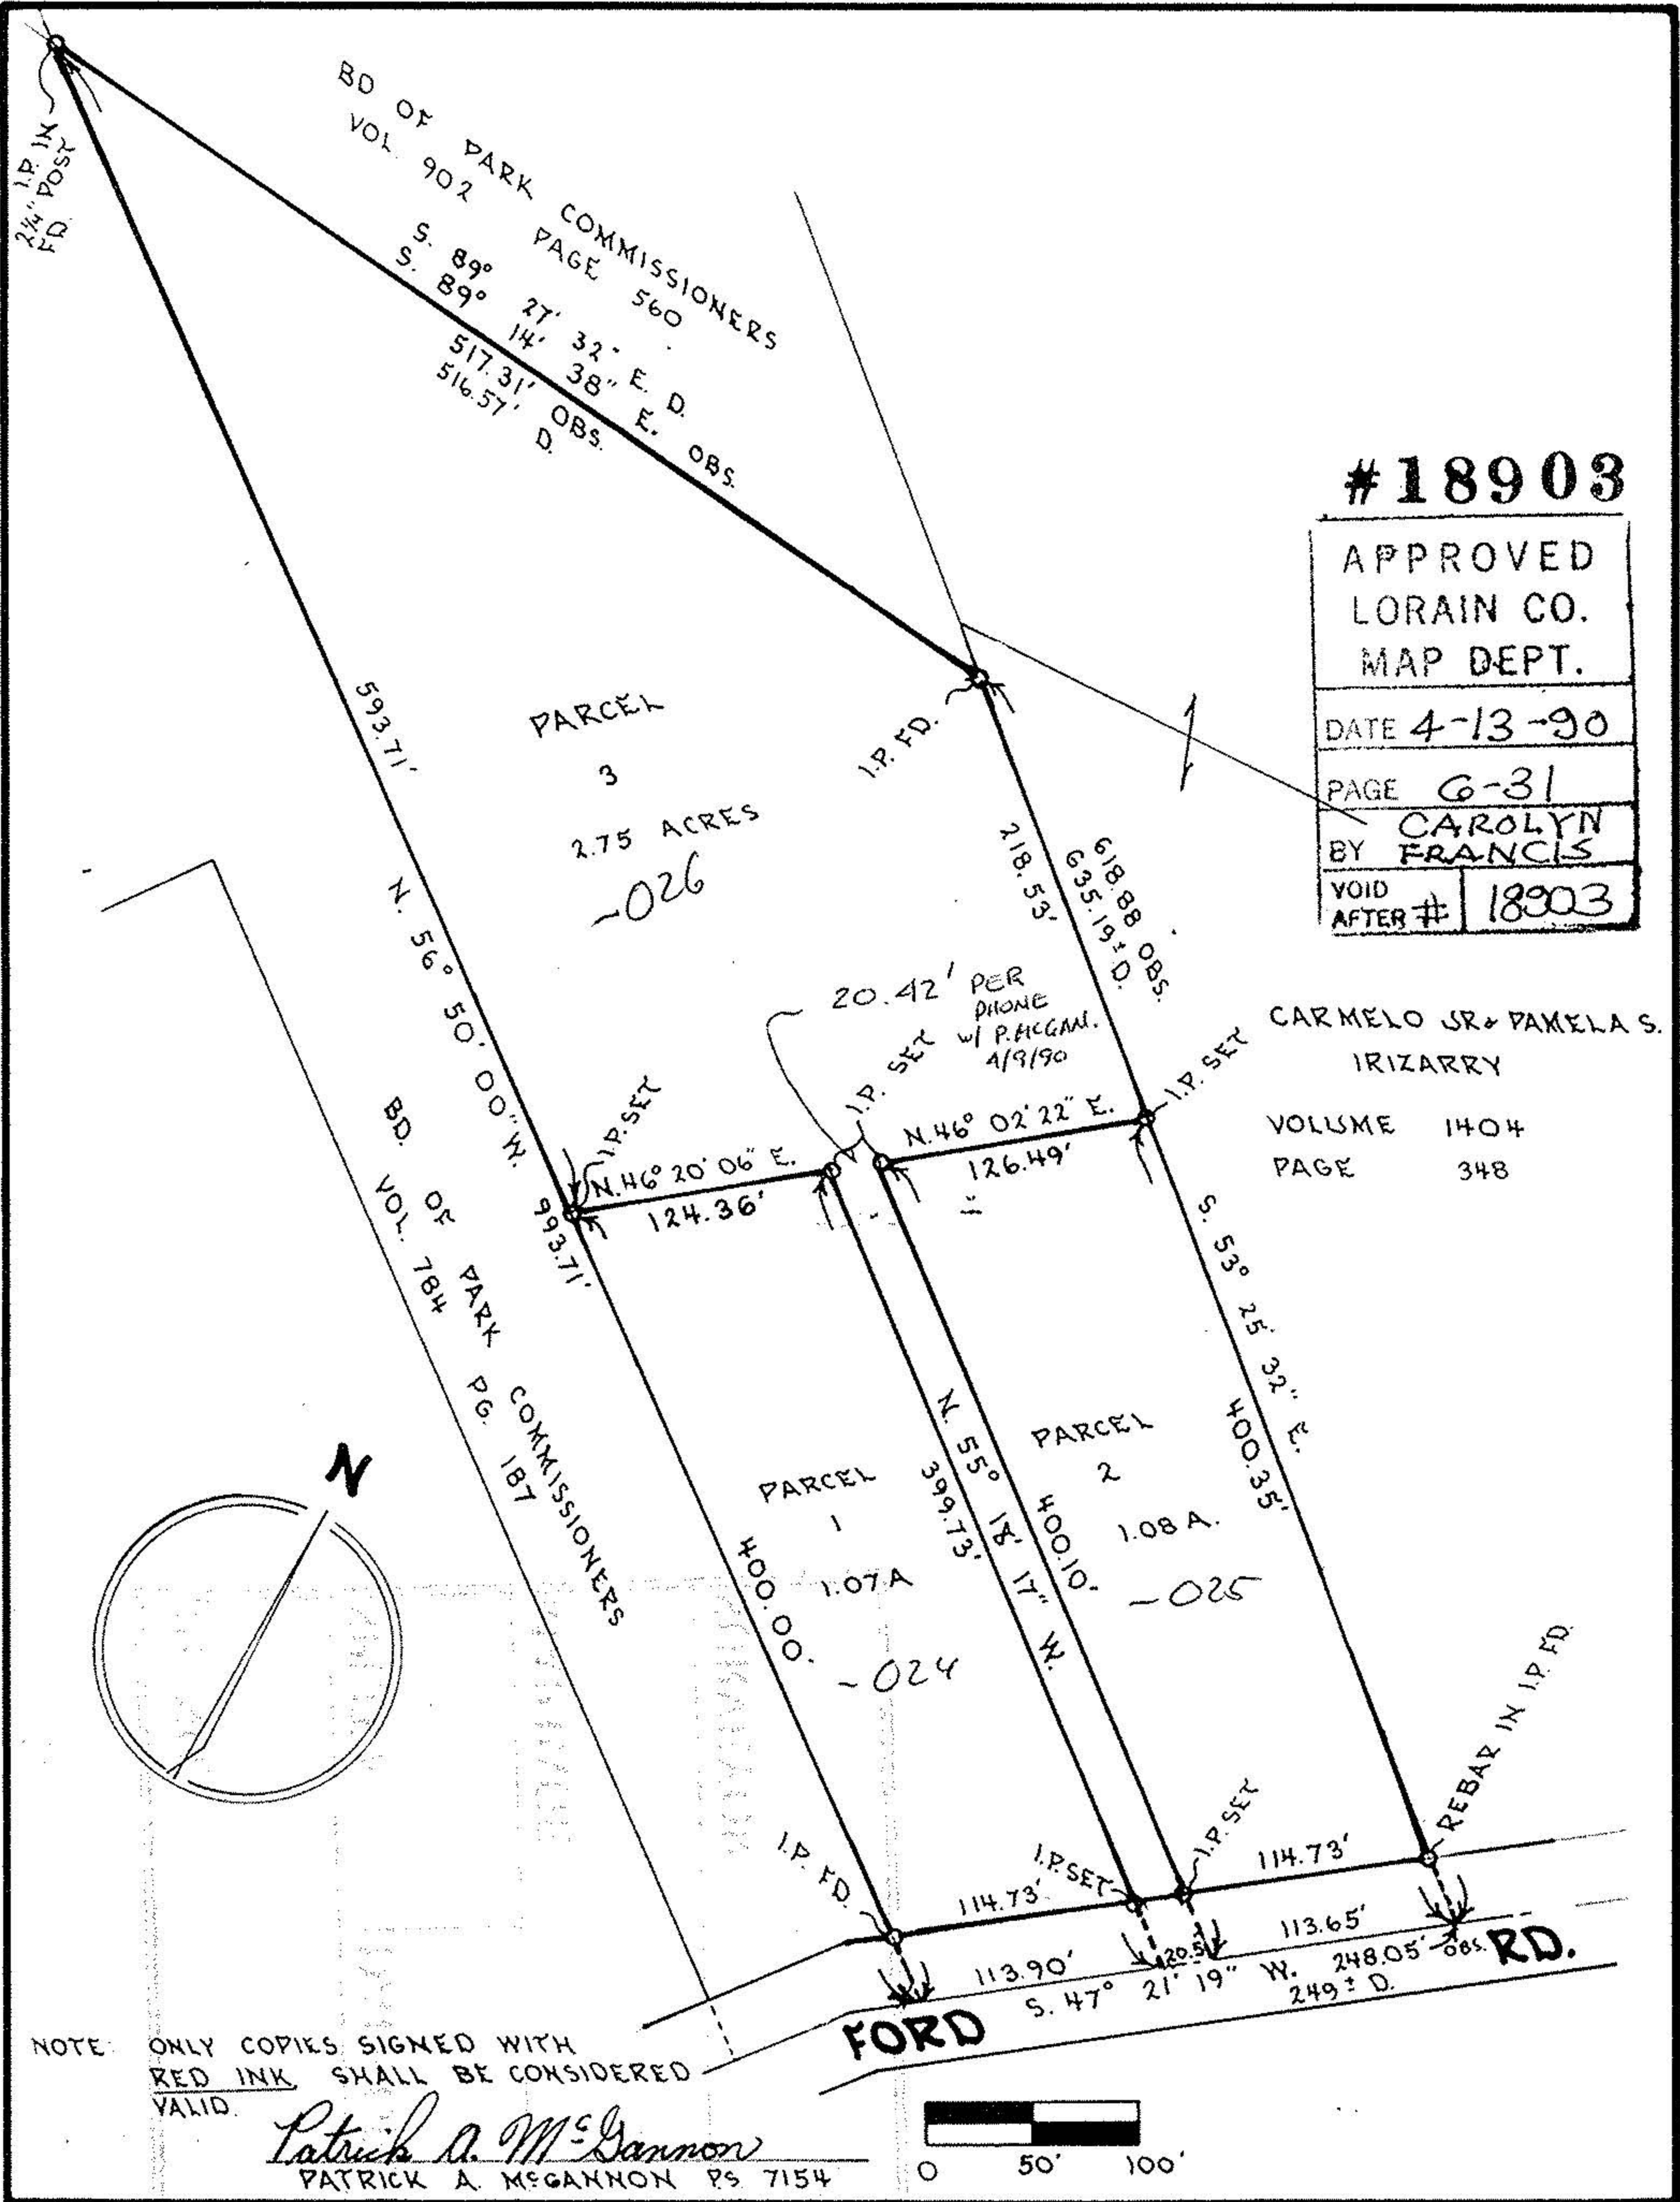 I.P. IN
2¼" POST
FD.
BD OF PARK COMMISSIONERS
VOL. 902 PAGE 560
S. 89° 27' 32" E. D.
S. 89° 14' 38" E. OBS.
517.31' OBS.
516.57' D.
#18903
APPROVED
LORAIN CO.
MAP DEPT.
DATE 4-13-90
PAGE G-31
CAROLYN
BY FRANCIS
VOID
AFTER # 18903
593.71'
PARCEL
3
2.75 ACRES
-026
I.P. FD.
218.53'
618.88 OBS.
635.19± D.
N. 56° 50' 00" W.
993.71'
20.42' PER
PHONE
w/ P. McGAN.
4/9/90
I.P. SET
I.P. SET
I.P. SET
CARMELO JR & PAMELA S.
IRIZARRY
VOLUME 1404
PAGE 348
N. 46° 20' 06" E.
124.36'
N. 46° 02' 22" E.
126.49'
S. 53° 25' 32" E.
400.35'
BD. OF PARK COMMISSIONERS
VOL. 784 PG. 187
N
PARCEL
1
1.07 A
-024
400.00'
N. 55° 18' 17" W.
399.73'
400.10'
PARCEL
2
1.08 A.
-025
I.P. FD.
I.P. SET
I.P. SET
REBAR IN I.P. FD.
114.73'
114.73'
113.90'
20.5
113.65'
S. 47° 21' 19" W. 248.05' OBS.
249± D.
FORD RD.
NOTE: ONLY COPIES SIGNED WITH
RED INK SHALL BE CONSIDERED
VALID.
Patrick A. McGannon
PATRICK A. McGANNON PS 7154
0 50' 100'